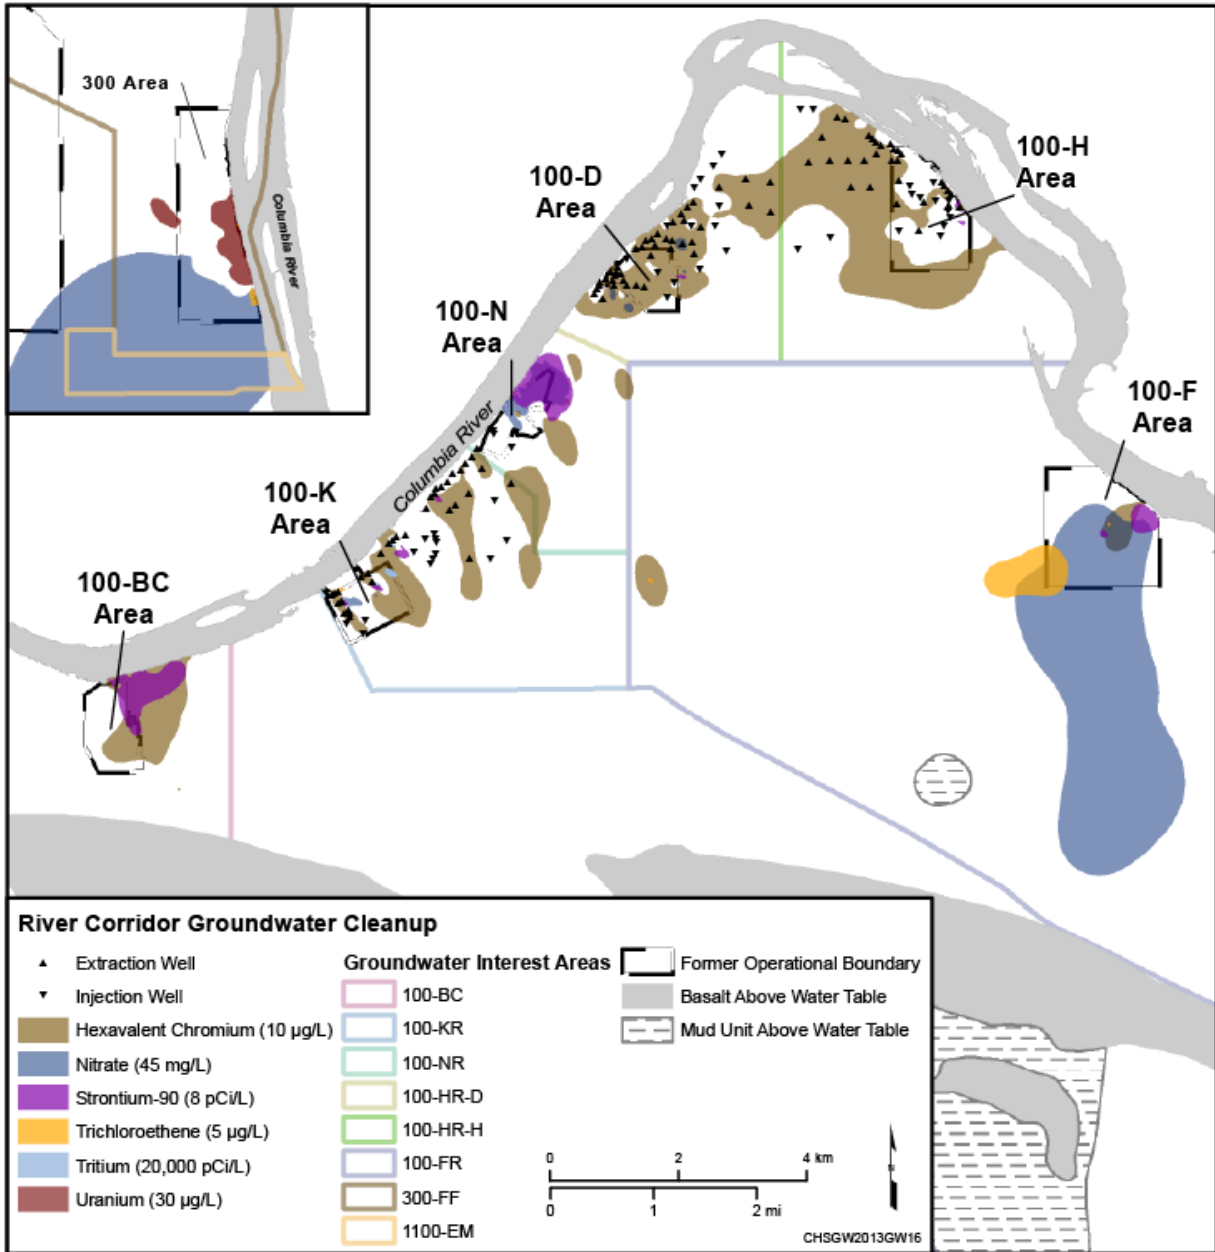 300 Area
Columbia River
100-H
Area
100-D
Area
100-N
Area
100-F
Area
Columbia River
100-K
Area
100-BC
Area
River Corridor Groundwater Cleanup
Extraction Well
Injection Well
Hexavalent Chromium (10 µg/L)
Nitrate (45 mg/L)
Strontium-90 (8 pCi/L)
Trichloroethene (5 µg/L)
Tritium (20,000 pCi/L)
Uranium (30 µg/L)
Groundwater Interest Areas
100-BC
100-KR
100-NR
100-HR-D
100-HR-H
100-FR
300-FF
1100-EM
Former Operational Boundary
Basalt Above Water Table
Mud Unit Above Water Table
0 2 4 km
0 1 2 mi
N
CHSGW2013GW16